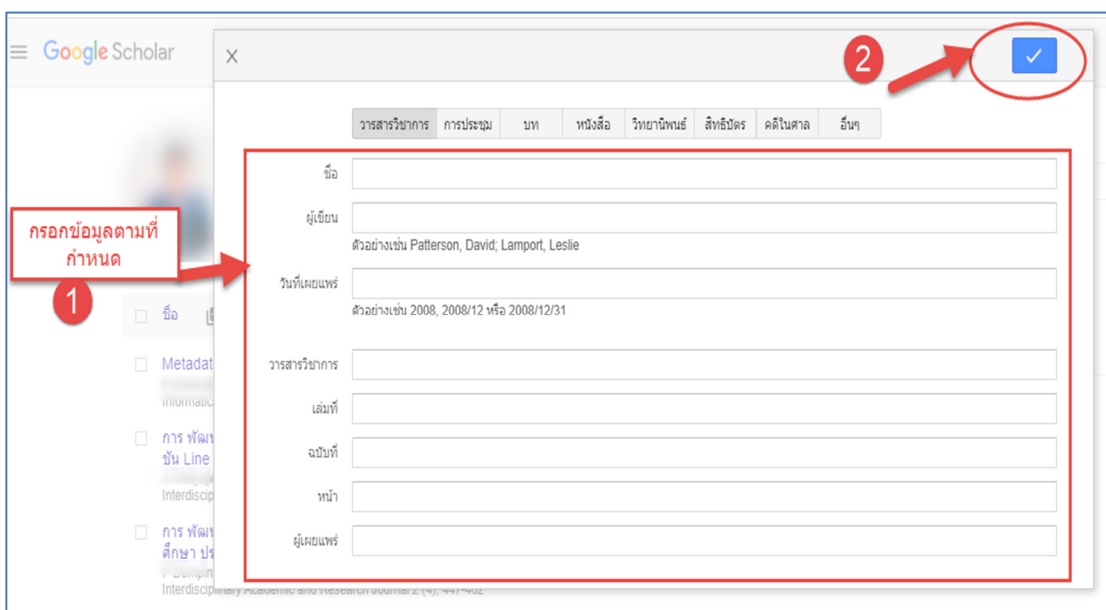 Google Scholar
2
วารสารวิชาการ การประชุม บท หนังสือ วิทยานิพนธ์ สิทธิบัตร คดีในศาล อื่นๆ
ชื่อ
ผู้เขียน
ตัวอย่างเช่น Patterson, David; Lamport, Leslie
กรอกข้อมูลตามที่
กำหนด
1
วันที่เผยแพร่
ตัวอย่างเช่น 2008, 2008/12 หรือ 2008/12/31
วารสารวิชาการ
เล่มที่
ฉบับที่
หน้า
ผู้เผยแพร่
ชื่อ
Metadat
Informatic
การ พัฒน
ชัน Line
Interdiscip
การ พัฒน
ศึกษา ประ
Interdisciplinary Academic and Research Journal 2 (4), 447-462